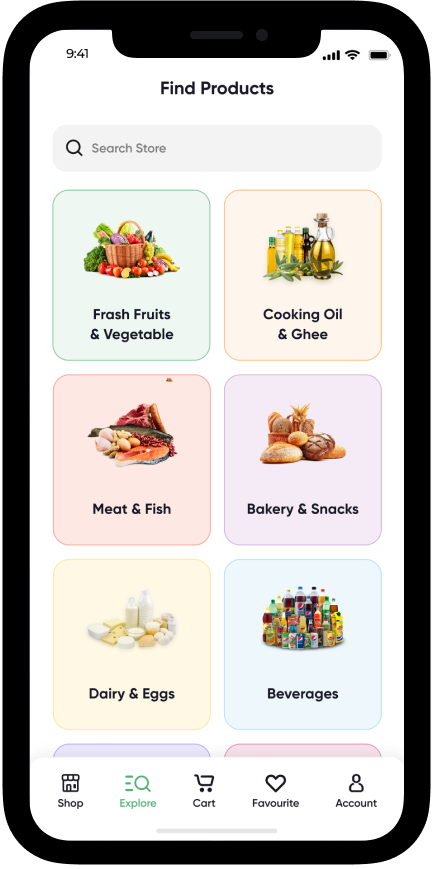 9:41
Find Products
Search Store
Frash Fruits
& Vegetable
Cooking Oil
& Ghee
Meat & Fish
Bakery & Snacks
Dairy & Eggs
Beverages
Shop
Explore
Cart
Favourite
Account